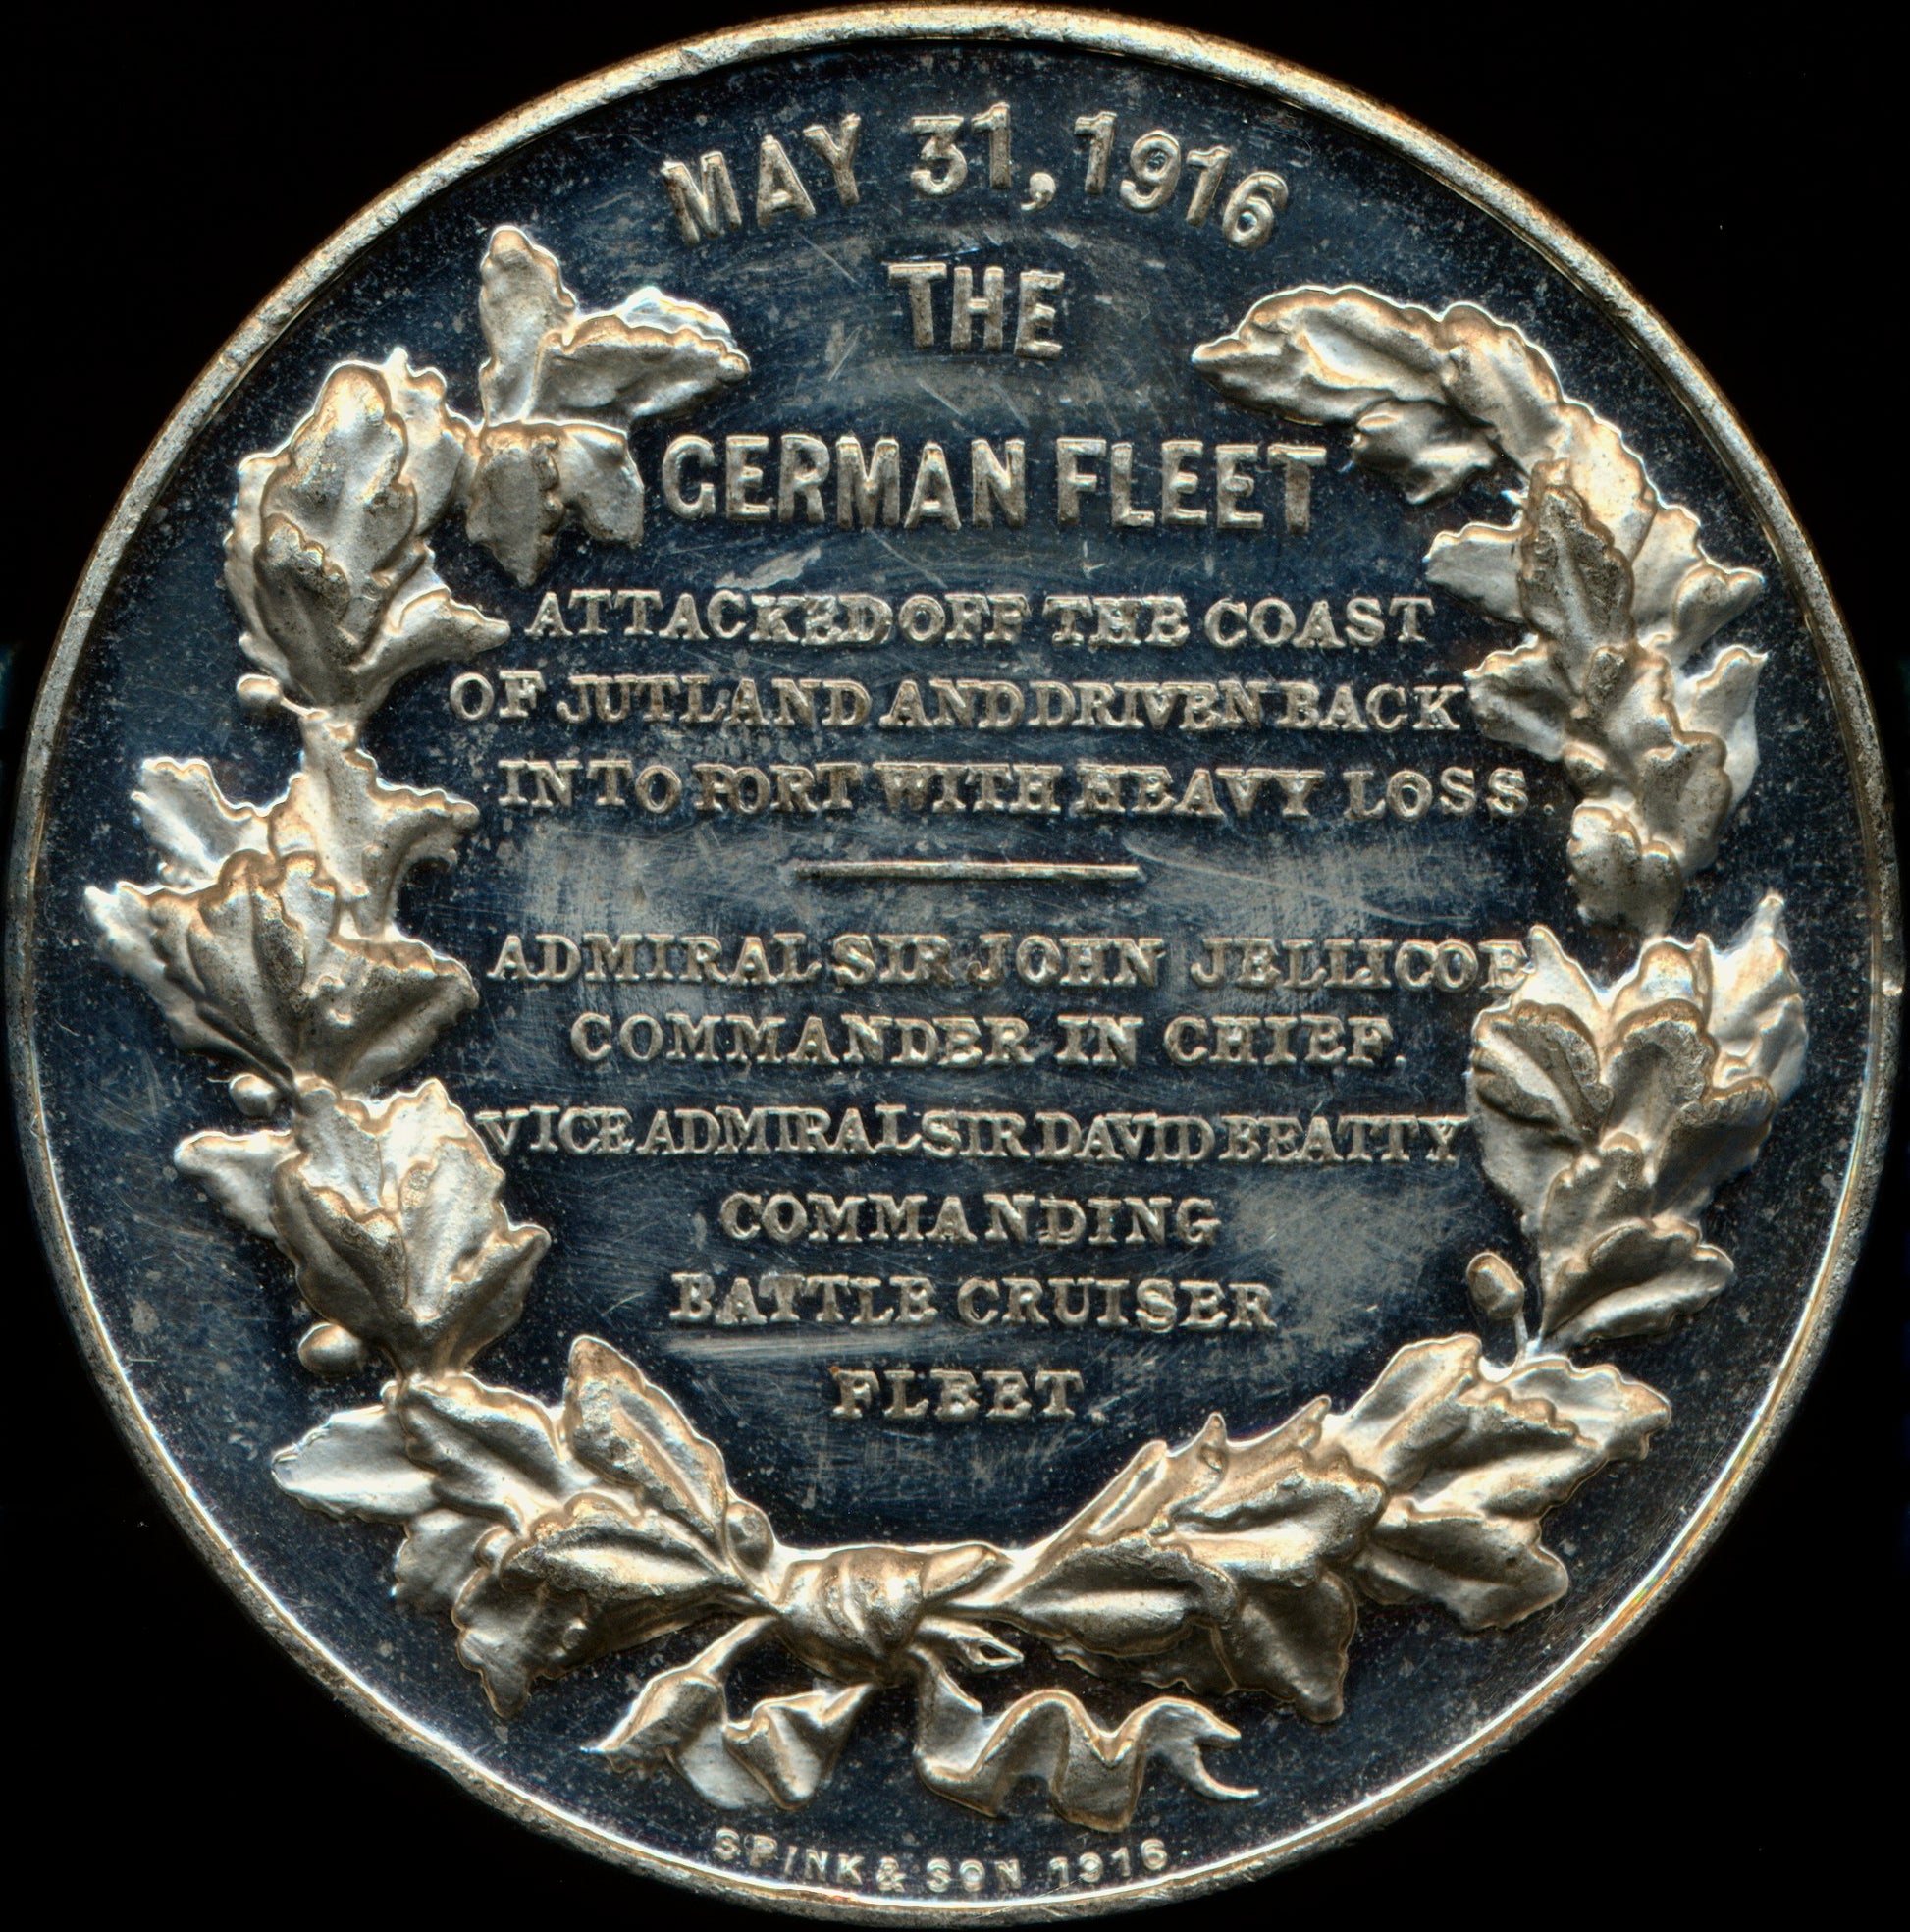 MAY 31, 1916
THE
GERMAN FLEET
ATTACKED OFF THE COAST
OF JUTLAND AND DRIVEN BACK
INTO PORT WITH HEAVY LOSS
ADMIRAL SIR JOHN JELLICOE
COMMANDER IN CHIEF.
VICE ADMIRAL SIR DAVID BEATTY
COMMANDING
BATTLE CRUISER
FLEET.
SPINK & SON 1916